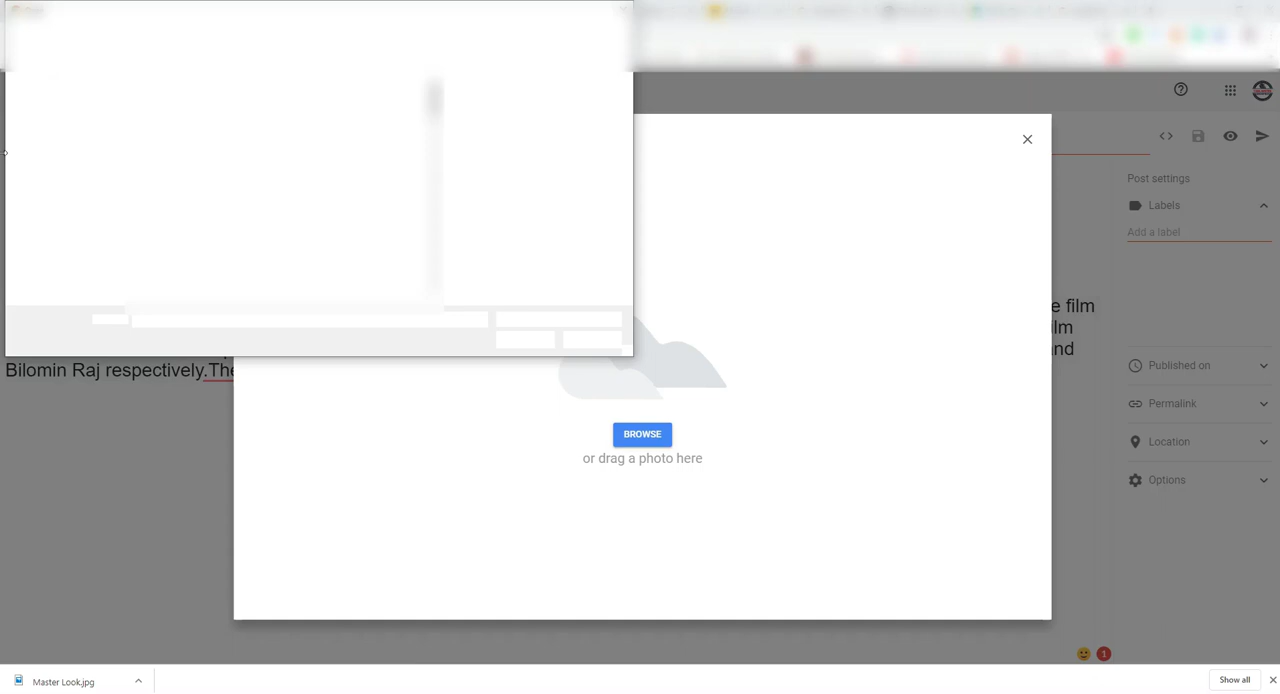 Post settings
Labels
Add a label
e film
lm
nd
Bilomin Raj respectively.The
Published on
Permalink
Location
Options
BROWSE
or drag a photo here
1
Master Look.jpg
Show all